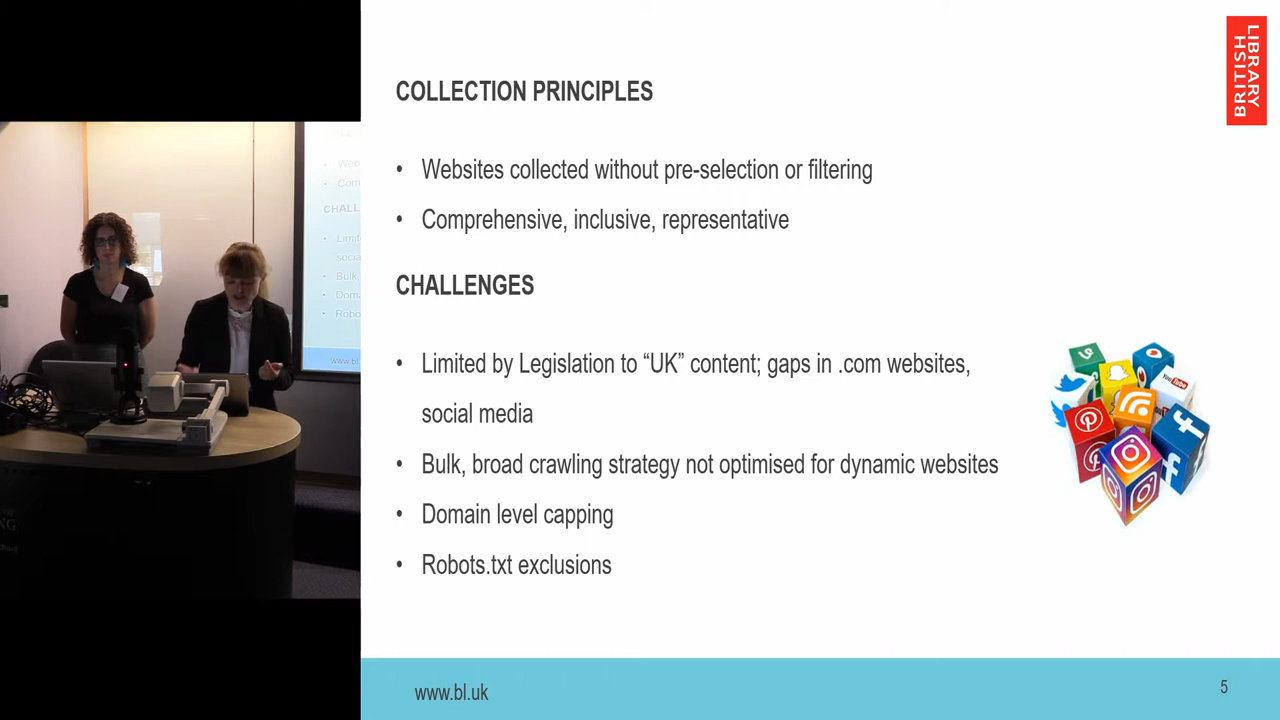 BRITISH
LIBRARY
COLLECTION PRINCIPLES
• Websites collected without pre-selection or filtering
• Comprehensive, inclusive, representative
CHALLENGES
• Limited by Legislation to “UK” content; gaps in .com websites,
social media
• Bulk, broad crawling strategy not optimised for dynamic websites
• Domain level capping
• Robots.txt exclusions
www.bl.uk
5